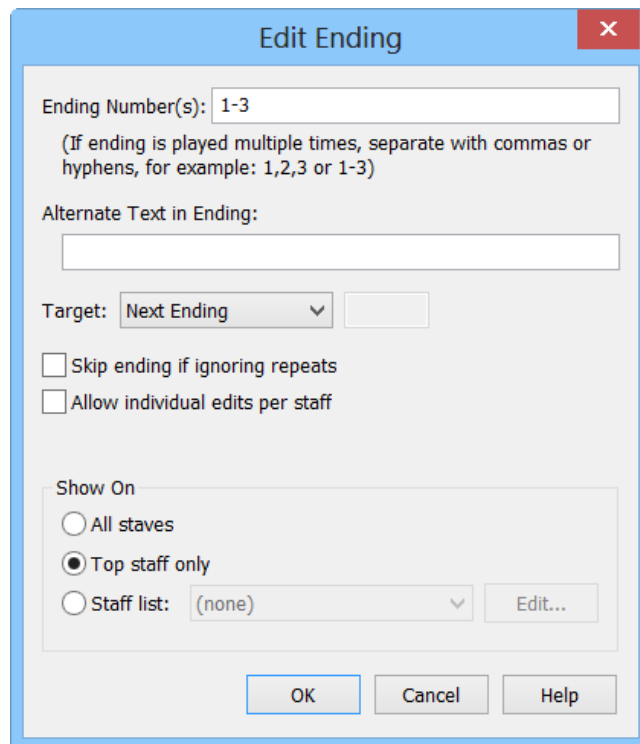 Edit Ending
Ending Number(s): 1-3
(If ending is played multiple times, separate with commas or
hyphens, for example: 1,2,3 or 1-3)
Alternate Text in Ending:
Target: Next Ending
Skip ending if ignoring repeats
Allow individual edits per staff
Show On
All staves
Top staff only
Staff list: (none) Edit...
OK Cancel Help